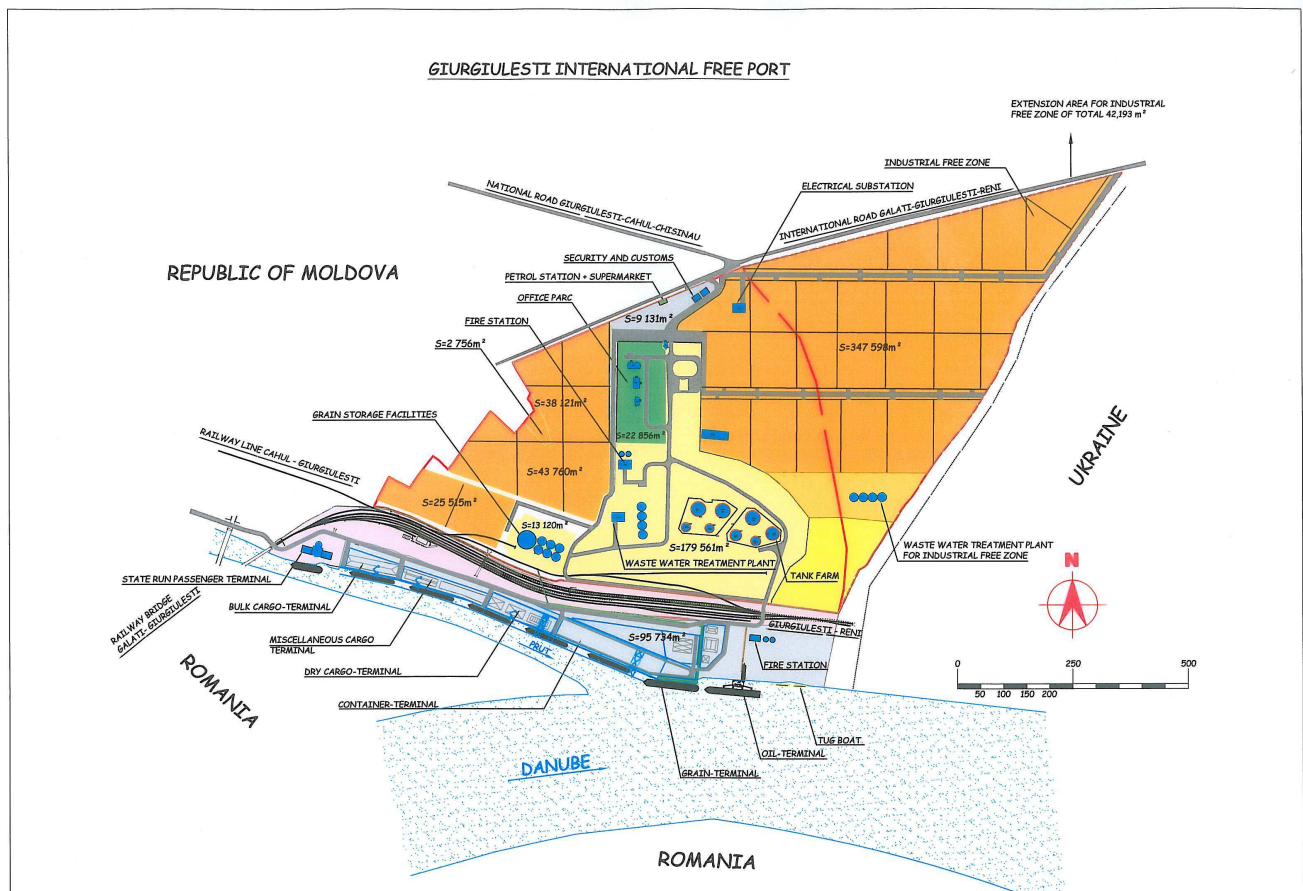 GIURGIULESTI INTERNATIONAL FREE PORT
EXTENSION AREA FOR INDUSTRIAL
FREE ZONE OF TOTAL 42,193 m²
INDUSTRIAL FREE ZONE
ELECTRICAL SUBSTATION
NATIONAL ROAD GIURGIULESTI-CAHUL-CHISINAU
INTERNATIONAL ROAD GALATI-GIURGIULESTI-RENI
REPUBLIC OF MOLDOVA
SECURITY AND CUSTOMS
PETROL STATION + SUPERMARKET
OFFICE PARC
S=9 131m²
FIRE STATION
S=2 756m²
S=347 598m²
S=38 121m²
GRAIN STORAGE FACILITIES
S=22 856m²
UKRAINE
RAILWAY LINE CAHUL - GIURGIULESTI
S=43 760m²
S=25 515m²
S=13 120m²
S=179 561m²
WASTE WATER TREATMENT PLANT
FOR INDUSTRIAL FREE ZONE
WASTE WATER TREATMENT PLANT
TANK FARM
N
STATE RUN PASSENGER TERMINAL
BULK CARGO-TERMINAL
RAILWAY BRIDGE
GALATI- GIURGIULESTI
GIURGIULESTI - RENI
MISCELLANEOUS CARGO
TERMINAL
S=95 734m²
PRUT
FIRE STATION
DRY CARGO-TERMINAL
ROMANIA
CONTAINER-TERMINAL
0 250 500
50 100 150 200
TUG BOAT
OIL-TERMINAL
DANUBE
GRAIN-TERMINAL
ROMANIA